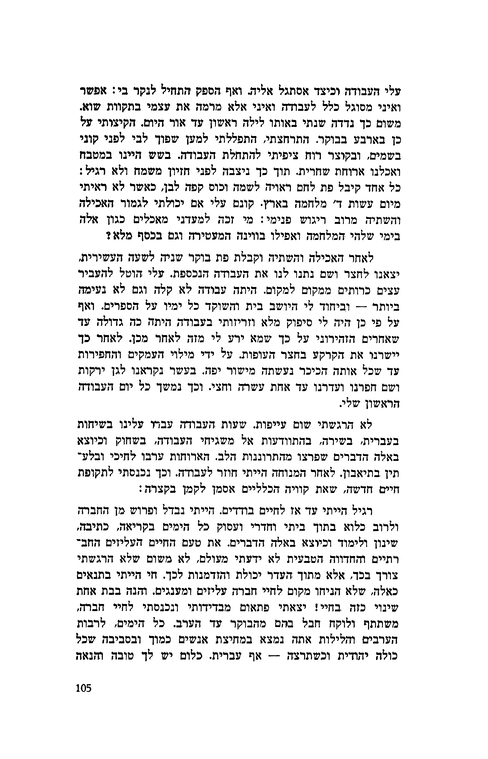 עלי העבודה וכיצד אסתגל אליה. ואף הספק התחיל לנקר בי: אפשר
ואיני מסוגל כלל לעבודה ואיני אלא מרמה את עצמי בתקוות שוא.
משום כך נדדה שנתי באותו לילה ראשון עד אור היום. הקיצותי על
כן בארבע בבוקר. התרחצתי, התפללתי למען שפוך לבי לפני קוני
בשמים, ובקוצר רוח ציפיתי להתחלת העבודה. בשש היינו במטבח
ואכלנו ארוחת שחרית. תוך כך ניצבה לפני חזיון משמח ולא רגיל:
כל אחד קיבל פת לחם ראויה לשמה וכוס קפה לבן, כאשר לא ראיתי
מיום עשות ד׳ מלחמה בארץ. קונם עלי אם יכולתי לגמור האכילה
והשתיה מרוב ריגוש פנימי: מי זכה למעדני מאכלים כגון אלה
בימי שלהי המלחמה ואפילו בווינה המעטירה וגם בכסף מלא?
לאחר האכילה והשתיה וקבלת פת בוקר שניה לשעה העשירית,
יצאנו לחצר ושם נתנו לנו את העבודה הנכספת. עלי הוטל להעביר
עצים כרותים ממקום למקום. היתה עבודה לא קלה וגם לא נעימה
ביותר — וביחוד לי היושב בית והשוקד כל ימיו על הספרים. ואף
על פי כן היה לי סיפוק מלא וזריזותי בעבודה היתה כה גדולה עד
שאחרים הזהירוני על כך שמא ירע לי מזה לאחר מכן. לאחר כך
יישרנו את הקרקע בחצר העופות. על ידי מילוי העמקים והחפירות
עד שכל אותה הכיכר נעשתה מישור יפה. בעשר נקראנו לגן ירקות
ושם חפרנו ועדרנו עד אחת עשרה וחצי. וכך נמשך כל יום העבודה
הראשון שלי.
לא הרגשתי שום עייפות. שעות העבודה עברו עלינו בשיחות
בעברית, בשירה, בהתוודעות אל משגיחי העבודה, בשחוק וכיוצא
באלה הדברים שפרצו מהתרוננות הלב. הארוחות ערבו לחיכי ובלע־
תין בתיאבון. לאחר המנוחה הייתי חוזר לעבודה. וכך נכנסתי לתקופת
חיים חדשה, שאת קוויה הכלליים אסמן לקמן בקצרה:
רגיל הייתי עד אז לחיים בודדים. הייתי נבדל ופרוש מן החברה
ולרוב כלוא בתוך ביתי וחדרי ועסוק כל הימים בקריאה, כתיבה,
שינון ולימוד וכיוצא באלה הדברים. את טעם החיים העליזים החב־
רתיים והחדווה הטבעית לא ידעתי מעולם, לא משום שלא הרגשתי
צורך בכך, אלא מתוך העדר יכולת והזדמנות לכך. חי הייתי בתנאים
כאלה, שלא הניחו מקום לחיי חברה עליזים ומענגים. והנה בבת אחת
שינוי כזה בחיי! יצאתי פתאום מבדידותי ונכנסתי לחיי חברה,
משתתף ולוקח חבל בהם מהבוקר עד הערב. כל הימים, לרבות
הערבים והלילות אתה נמצא במחיצת אנשים כמוך ובסביבה שכל
כולה יהודית וכשתרצה — אף עברית. כלום יש לך טובה והנאה
105